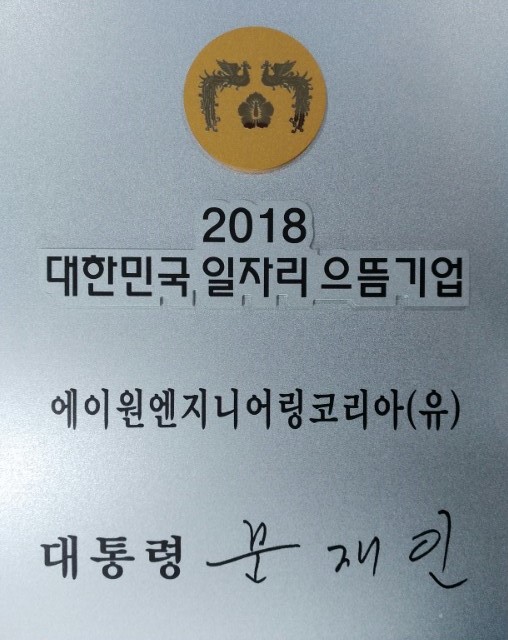 2018
대한민국 일자리 으뜸기업
에이원엔지니어링코리아(유)
대통령 문재인